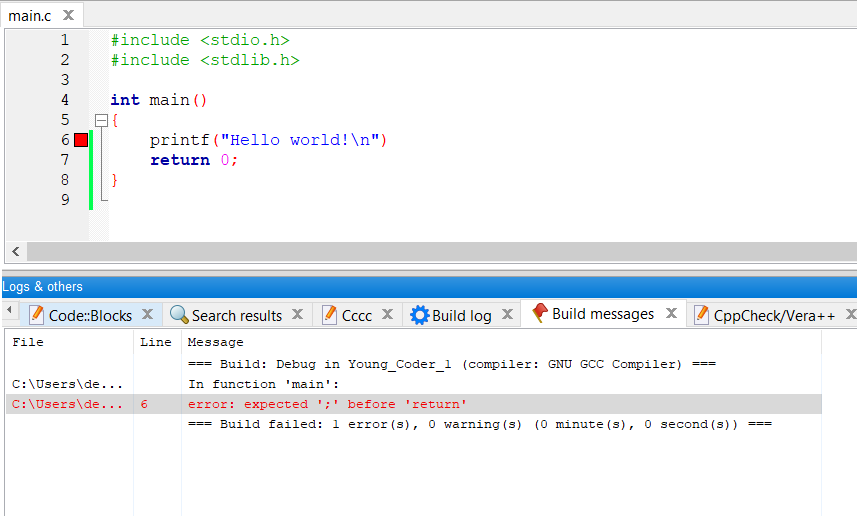 main.c
1 #include <stdio.h>
2 #include <stdlib.h>
3
4 int main()
5 {
6 printf("Hello world!\n")
7 return 0;
8 }
9
Logs & others
Code::Blocks Search results Cccc Build log Build messages CppCheck/Vera++
File Line Message
=== Build: Debug in Young_Coder_1 (compiler: GNU GCC Compiler) ===
C:\Users\de... In function 'main':
C:\Users\de... 6 error: expected ';' before 'return'
=== Build failed: 1 error(s), 0 warning(s) (0 minute(s), 0 second(s)) ===